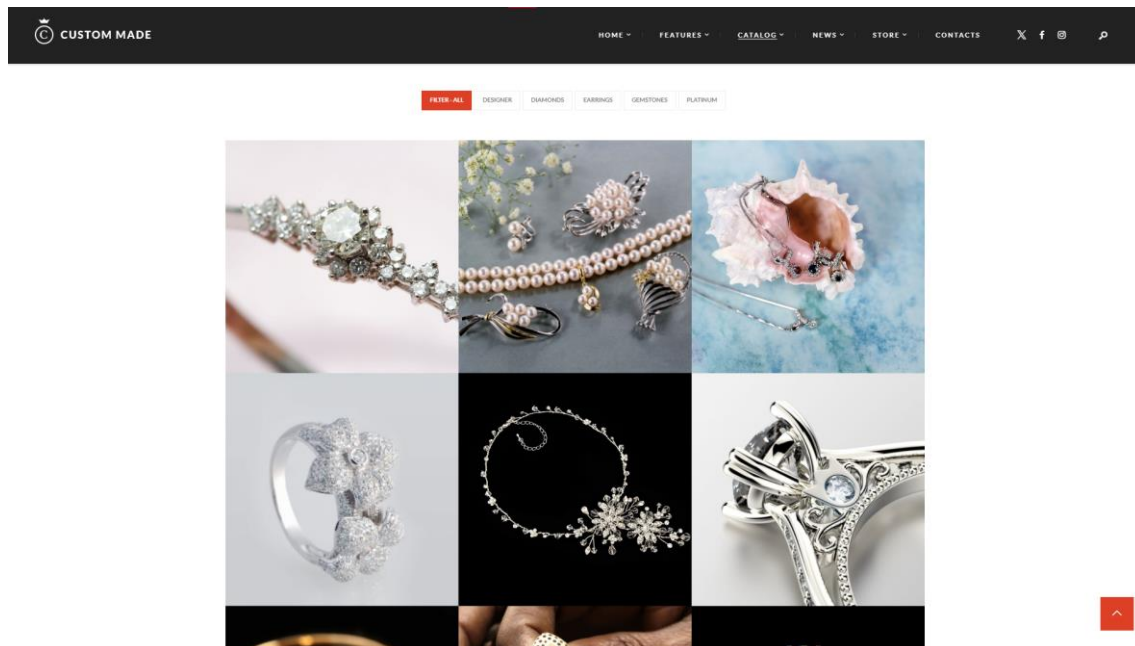 C CUSTOM MADE
HOME FEATURES CATALOG NEWS STORE CONTACTS
FILTER - ALL DESIGNER DIAMONDS EARRINGS GEMSTONES PLATINUM